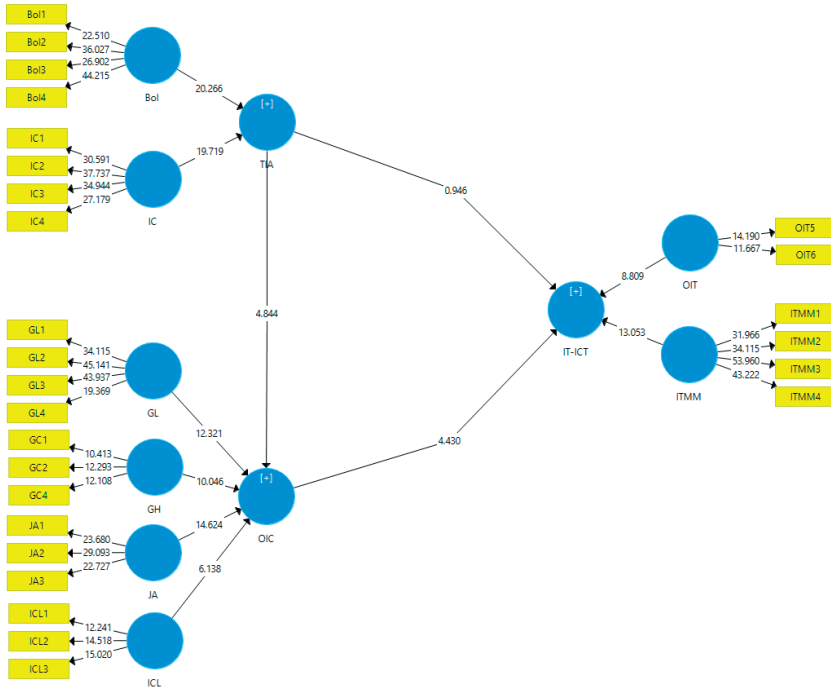 BoI1
BoI2
BoI3
BoI4
22.510
36.027
26.902
44.215
BoI
20.266
[+]
TIA
IC1
IC2
IC3
IC4
30.591
37.737
34.944
27.179
IC
19.719
0.946
4.844
OIT5
OIT6
14.190
11.667
OIT
8.809
[+]
IT-ICT
13.053
ITMM1
ITMM2
ITMM3
ITMM4
31.966
34.115
53.960
43.222
ITMM
GL1
GL2
GL3
GL4
34.115
45.141
43.937
19.369
GL
12.321
4.430
GC1
GC2
GC4
10.413
12.293
12.108
GH
10.046
[+]
OIC
JA1
JA2
JA3
23.680
29.093
22.727
JA
14.624
6.138
ICL1
ICL2
ICL3
12.241
14.518
15.020
ICL